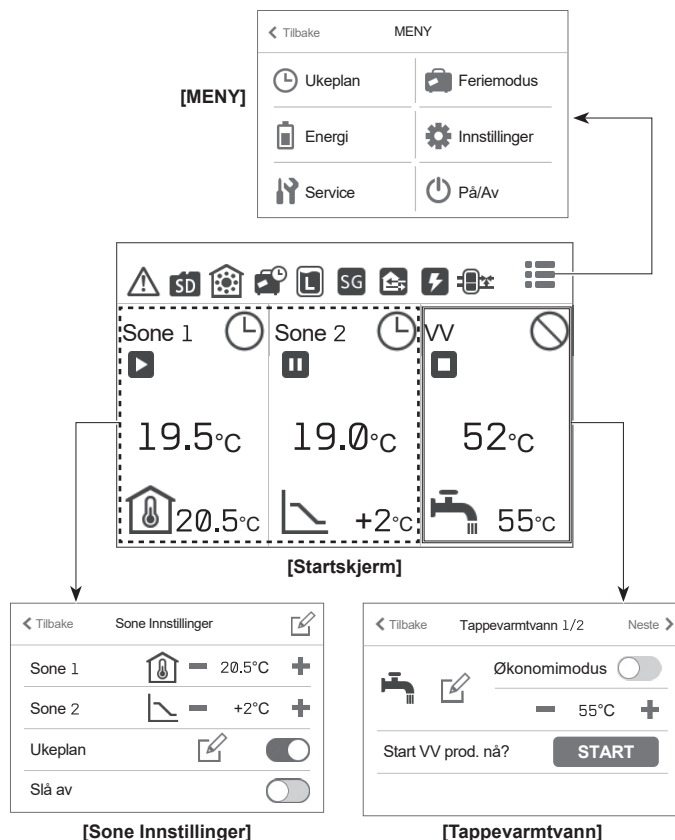 Tilbake MENY
[MENY]
Ukeplan Feriemodus
Energi Innstillinger
Service På/Av
SD L SG
Sone 1 Sone 2 VV
19.5°C 19.0°C 52°C
20.5°C +2°C 55°C
[Startskjerm]
Tilbake Sone Innstillinger
Sone 1 20.5°C
Sone 2 +2°C
Ukeplan
Slå av
[Sone Innstillinger]
Tilbake Tappevarmtvann 1/2 Neste
Økonomimodus
55°C
Start VV prod. nå? START
[Tappevarmtvann]